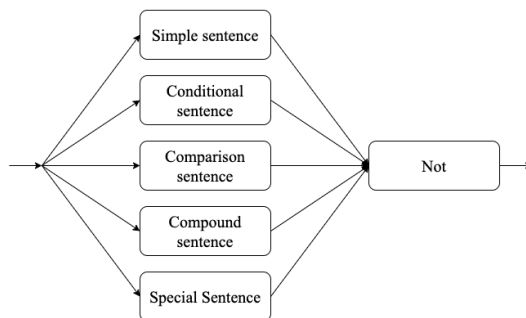 Simple sentence
Conditional
sentence
Comparison
sentence
Not
Compound
sentence
Special Sentence